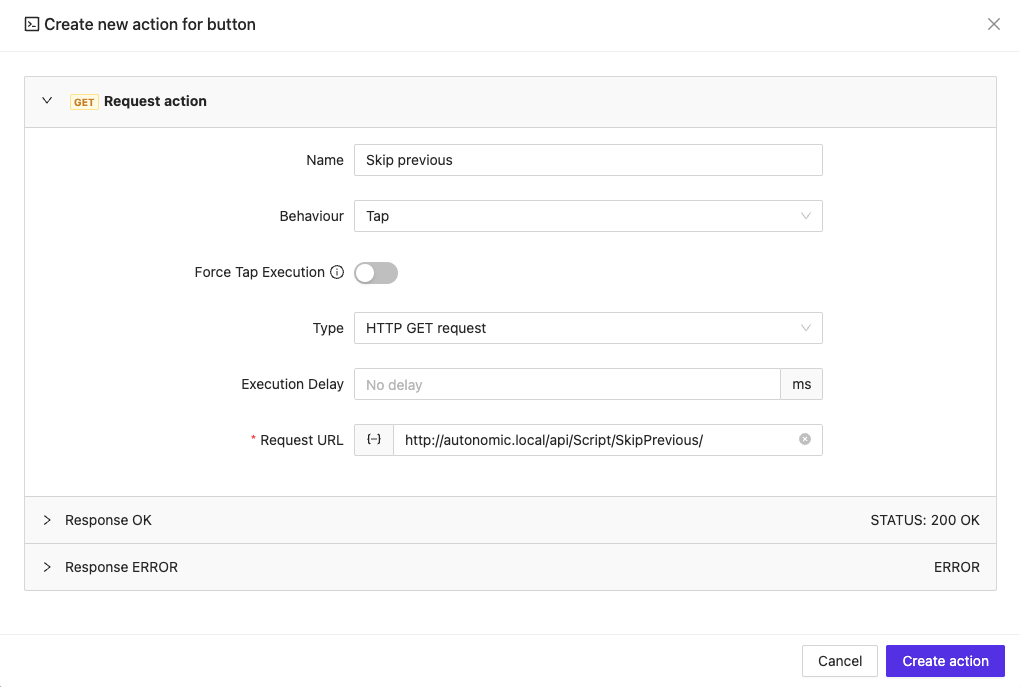 Create new action for button
GET Request action
Name Skip previous
Behaviour Tap
Force Tap Execution
Type HTTP GET request
Execution Delay No delay ms
* Request URL {···} http://autonomic.local/api/Script/SkipPrevious/
Response OK STATUS: 200 OK
Response ERROR ERROR
Cancel Create action